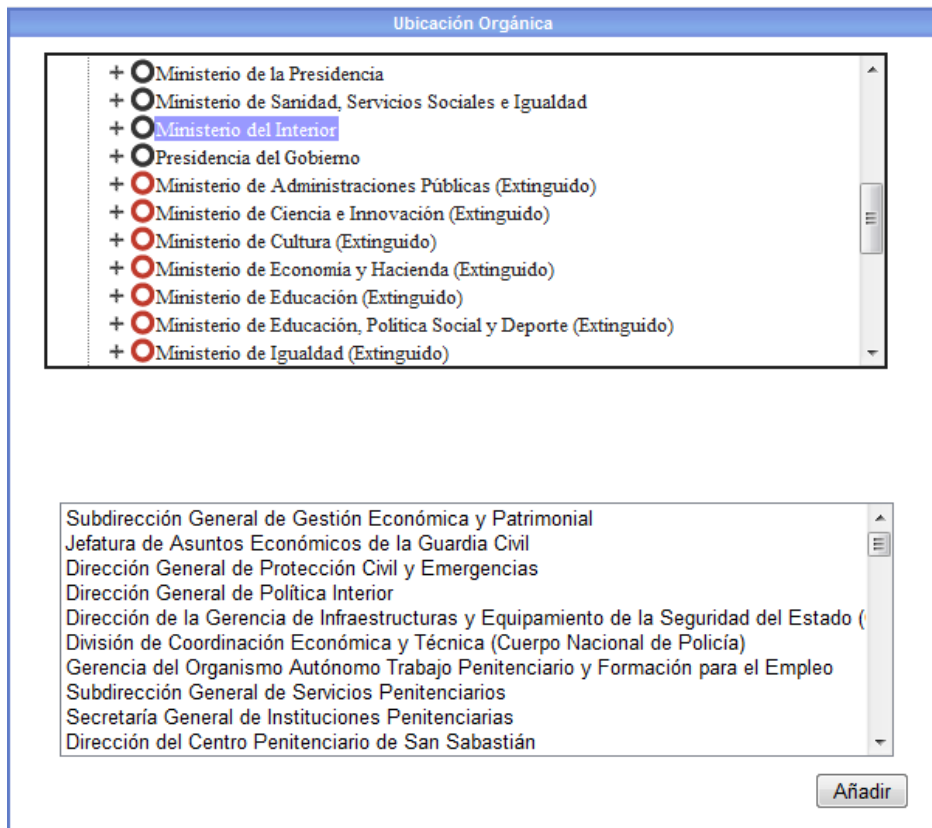 Ubicación Orgánica
Ministerio de la Presidencia
Ministerio de Sanidad, Servicios Sociales e Igualdad
Ministerio del Interior
Presidencia del Gobierno
Ministerio de Administraciones Públicas (Extinguido)
Ministerio de Ciencia e Innovación (Extinguido)
Ministerio de Cultura (Extinguido)
Ministerio de Economía y Hacienda (Extinguido)
Ministerio de Educación (Extinguido)
Ministerio de Educación, Política Social y Deporte (Extinguido)
Ministerio de Igualdad (Extinguido)
Subdirección General de Gestión Económica y Patrimonial
Jefatura de Asuntos Económicos de la Guardia Civil
Dirección General de Protección Civil y Emergencias
Dirección General de Política Interior
Dirección de la Gerencia de Infraestructuras y Equipamiento de la Seguridad del Estado (
División de Coordinación Económica y Técnica (Cuerpo Nacional de Policía)
Gerencia del Organismo Autónomo Trabajo Penitenciario y Formación para el Empleo
Subdirección General de Servicios Penitenciarios
Secretaría General de Instituciones Penitenciarias
Dirección del Centro Penitenciario de San Sabastián
Añadir